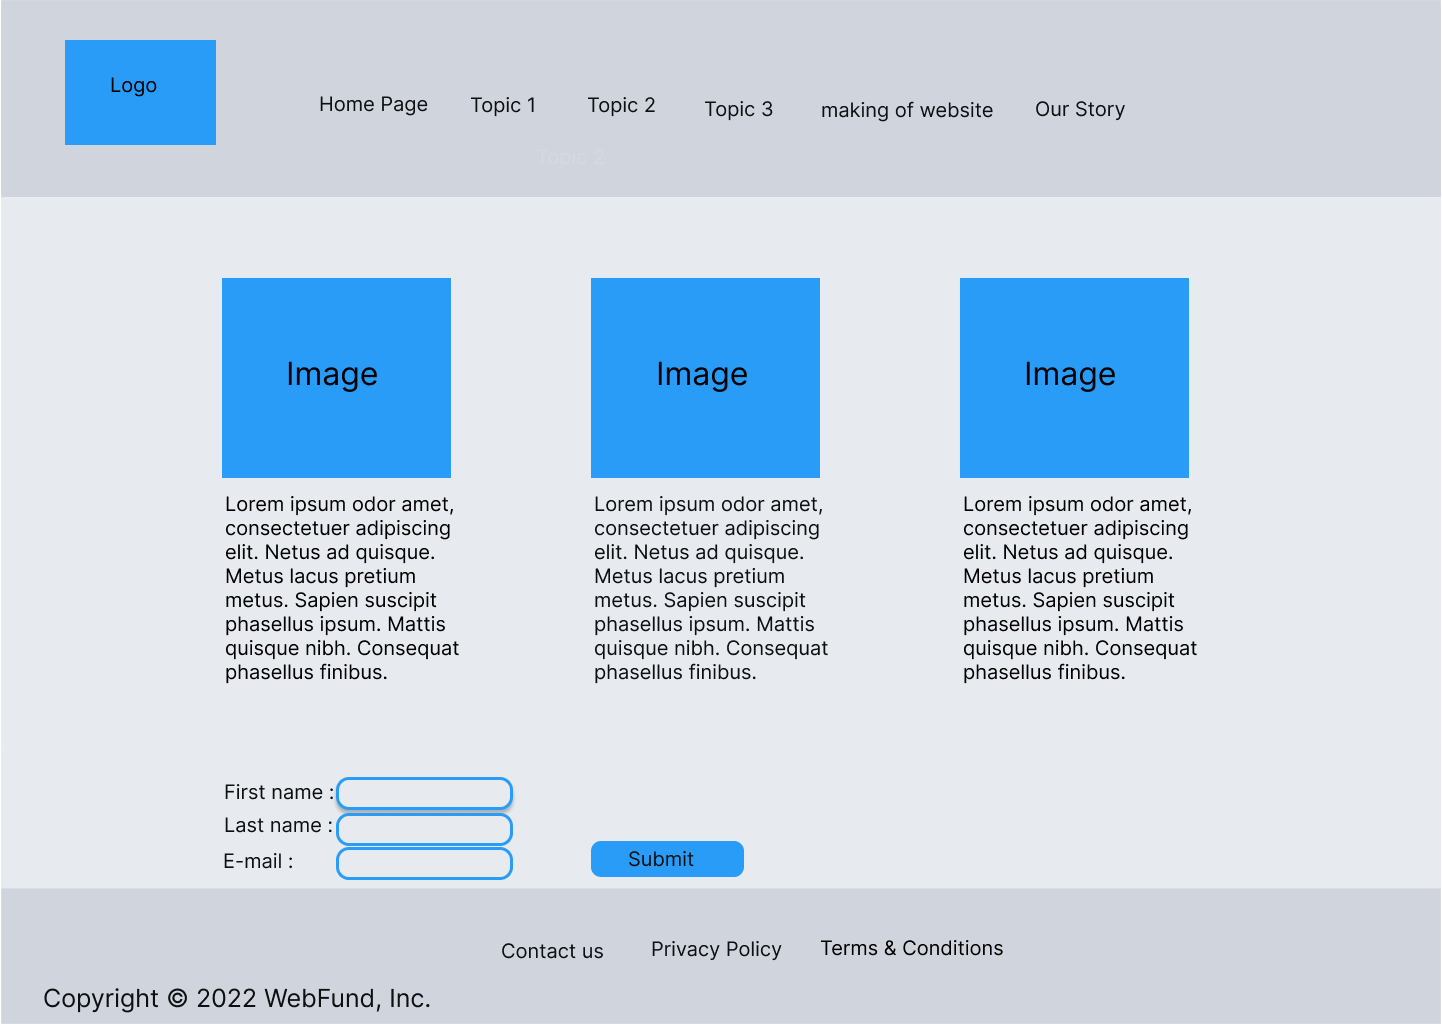 Logo
Home Page Topic 1 Topic 2 Topic 3 making of website Our Story
Topic 2
Image Image Image
Lorem ipsum odor amet,
consectetuer adipiscing
elit. Netus ad quisque.
Metus lacus pretium
metus. Sapien suscipit
phasellus ipsum. Mattis
quisque nibh. Consequat
phasellus finibus.
Lorem ipsum odor amet,
consectetuer adipiscing
elit. Netus ad quisque.
Metus lacus pretium
metus. Sapien suscipit
phasellus ipsum. Mattis
quisque nibh. Consequat
phasellus finibus.
Lorem ipsum odor amet,
consectetuer adipiscing
elit. Netus ad quisque.
Metus lacus pretium
metus. Sapien suscipit
phasellus ipsum. Mattis
quisque nibh. Consequat
phasellus finibus.
First name :
Last name :
E-mail :
Submit
Contact us Privacy Policy Terms & Conditions
Copyright © 2022 WebFund, Inc.